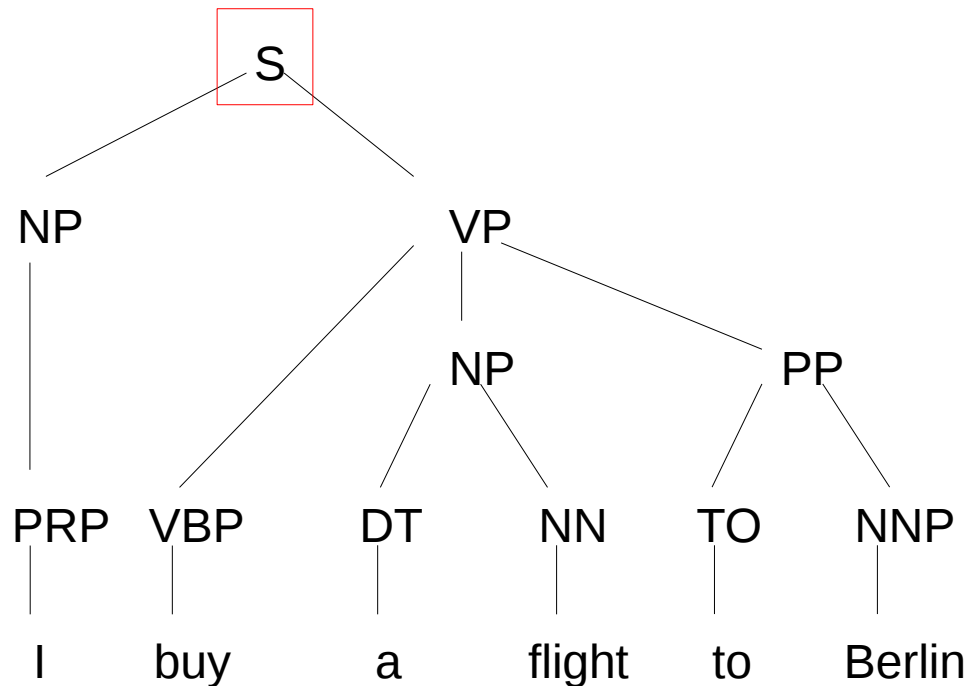 S
NP VP
NP PP
PRP VBP DT NN TO NNP
I buy a flight to Berlin